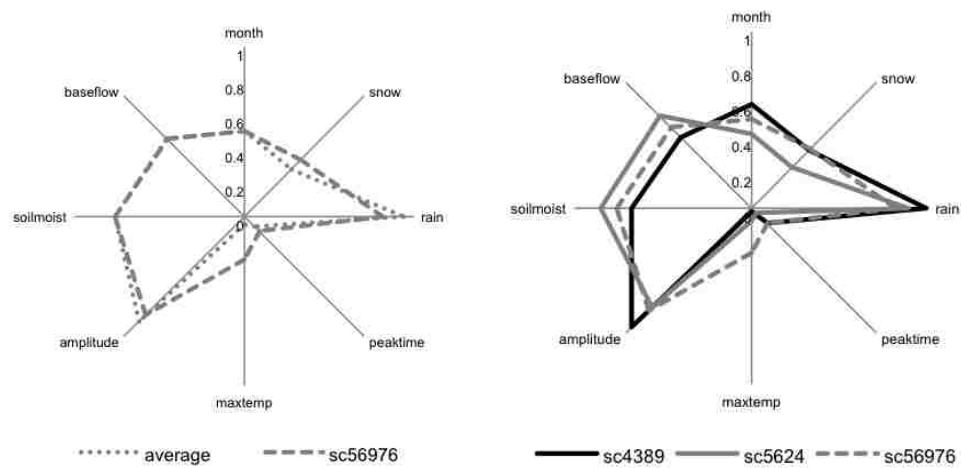 month
1
baseflow
0.8
snow
0.6
0.4
0.2
soilmoist
0
rain
amplitude
peaktime
maxtemp
average sc56976
month
1
baseflow
0.8
snow
0.6
0.4
0.2
soilmoist
0
rain
amplitude
peaktime
maxtemp
sc4389 sc5624 sc56976